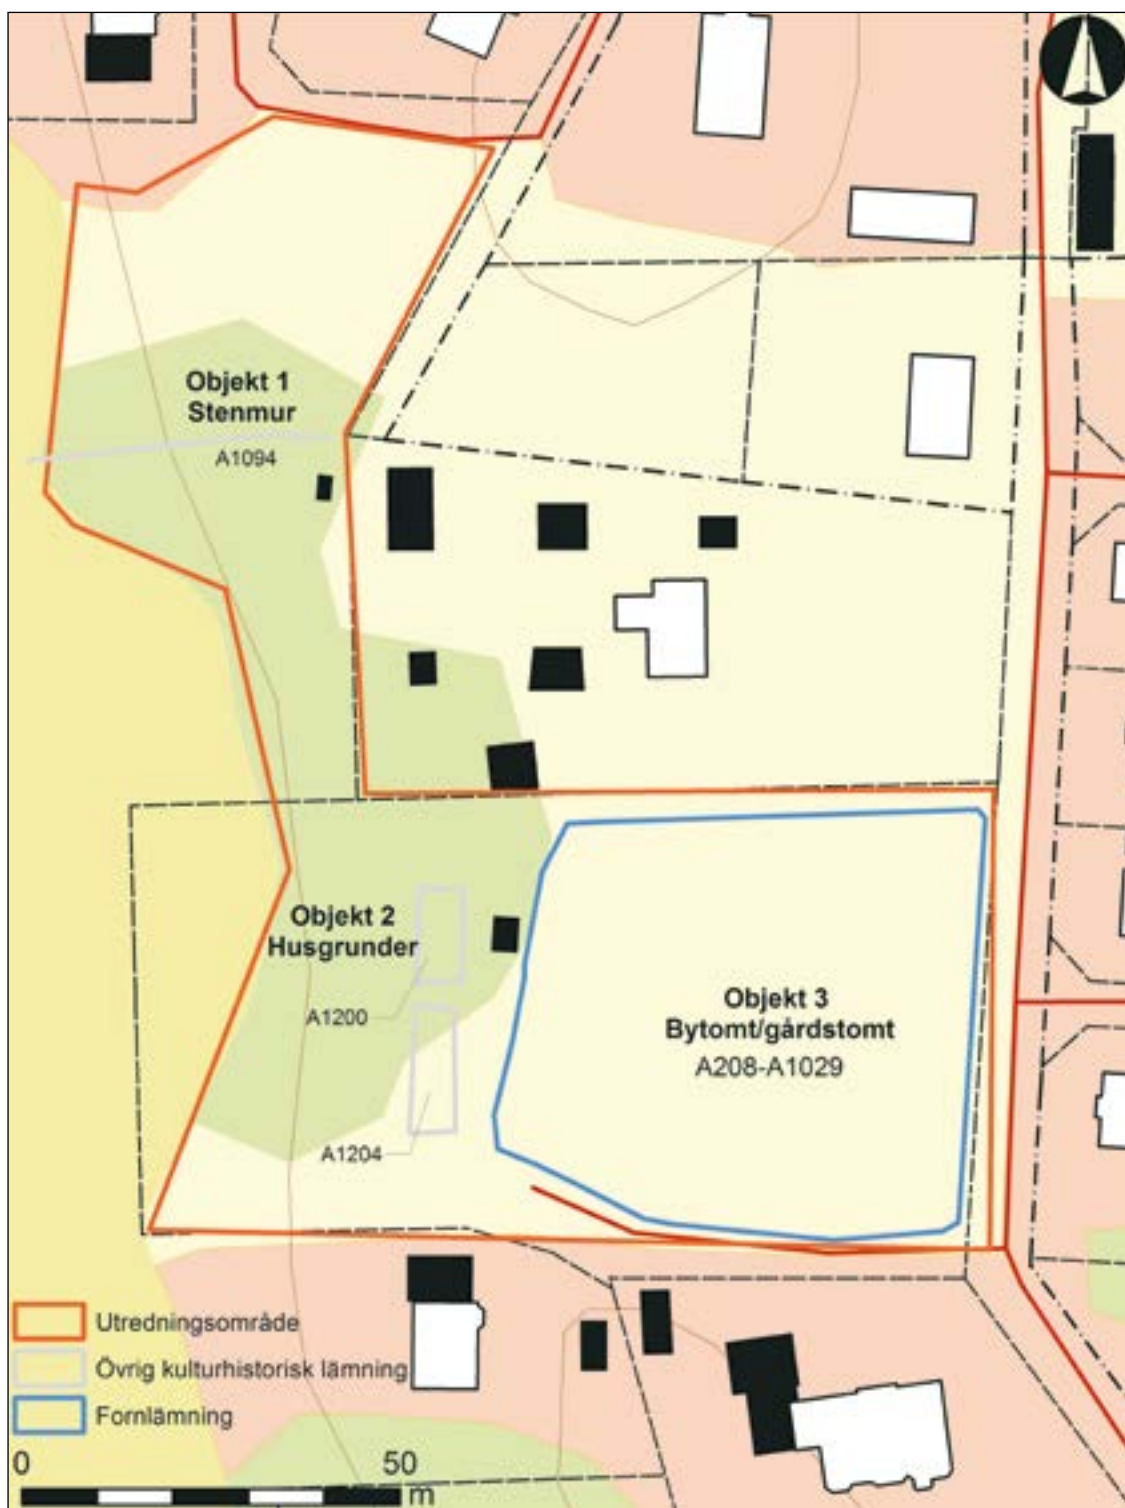 Objekt 1
Stenmur
A1094
Objekt 2
Husgrunder
A1200
A1204
Objekt 3
Bytomt/gårdstomt
A208-A1029
Utredningsområde
Övrig kulturhistorisk lämning
Fornlämning
0 50
m